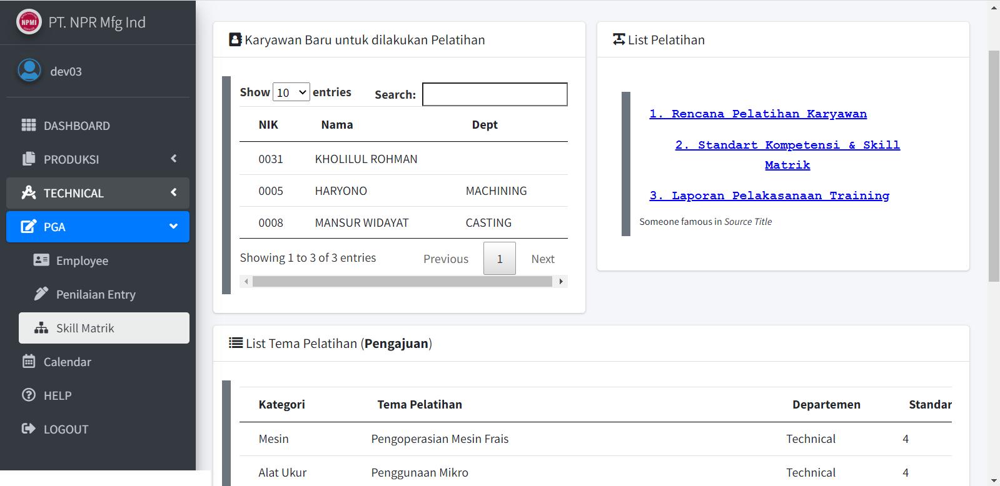 NPMI
PT. NPR Mfg Ind
dev03
DASHBOARD
PRODUKSI
TECHNICAL
PGA
Employee
Penilaian Entry
Skill Matrik
Calendar
HELP
LOGOUT
Karyawan Baru untuk dilakukan Pelatihan
Show 10 entries Search:
NIK Nama Dept
0031 KHOLILUL ROHMAN
0005 HARYONO MACHINING
0008 MANSUR WIDAYAT CASTING
Showing 1 to 3 of 3 entries Previous 1 Next
List Pelatihan
1. Rencana Pelatihan Karyawan
2. Standart Kompetensi & Skill
Matrik
3. Laporan Pelakasanaan Training
Someone famous in Source Title
List Tema Pelatihan (Pengajuan)
Kategori Tema Pelatihan Departemen Standar
Mesin Pengoperasian Mesin Frais Technical 4
Alat Ukur Penggunaan Mikro Technical 4